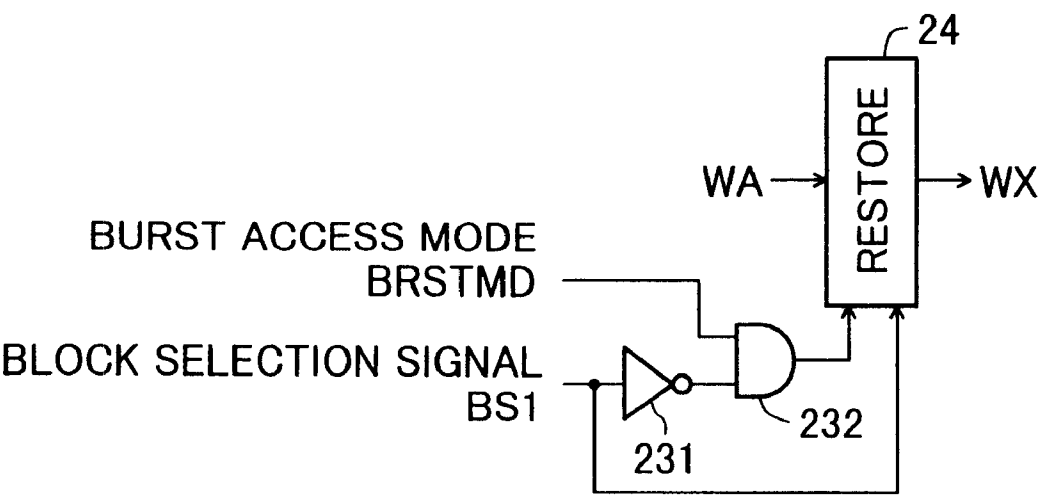 24
RESTORE
WA
WX
BURST ACCESS MODE
BRSTMD
BLOCK SELECTION SIGNAL
BS1
231
232